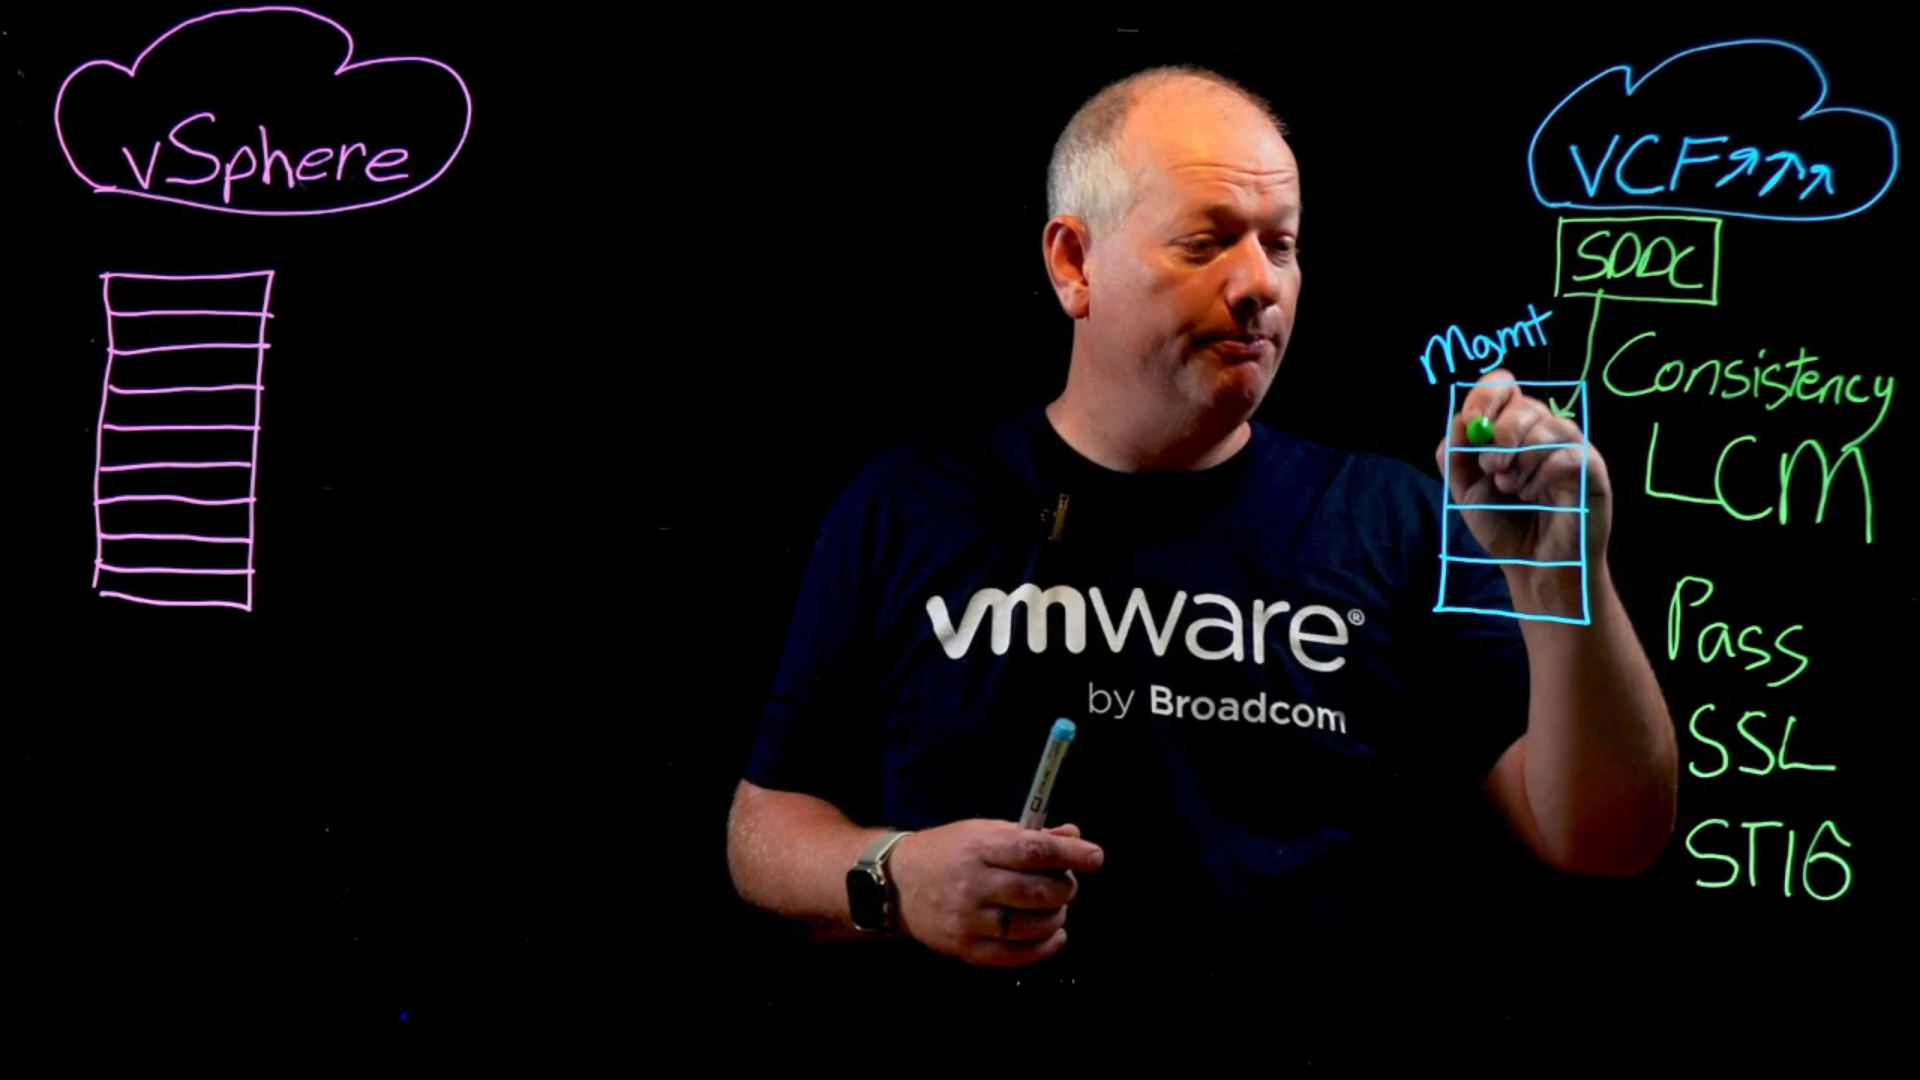 vSphere
VCF
SDDC
Mgmt
Consistency
LCM
Pass
SSL
STIG
vmware®
by Broadcom